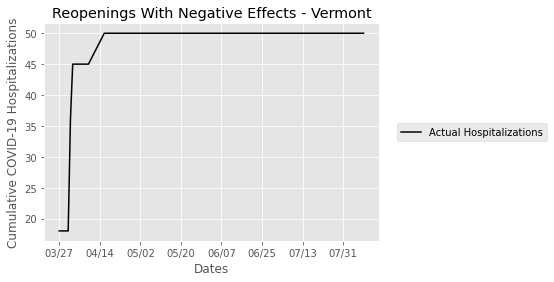 Reopenings With Negative Effects - Vermont
Cumulative COVID-19 Hospitalizations
50
45
40
35
30
25
20
03/27 04/14 05/02 05/20 06/07 06/25 07/13 07/31
Dates
Actual Hospitalizations